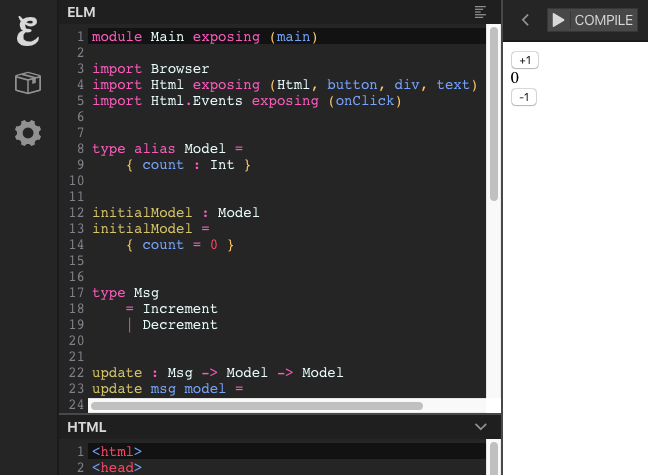 ELM
COMPILE
1 module Main exposing (main)
2
3 import Browser
4 import Html exposing (Html, button, div, text)
5 import Html.Events exposing (onClick)
6
7
8 type alias Model =
9     { count : Int }
10
11
12 initialModel : Model
13 initialModel =
14     { count = 0 }
15
16
17 type Msg
18     = Increment
19     | Decrement
20
21
22 update : Msg -> Model -> Model
23 update msg model =
24
HTML
1 <html>
2 <head>
+1
0
-1